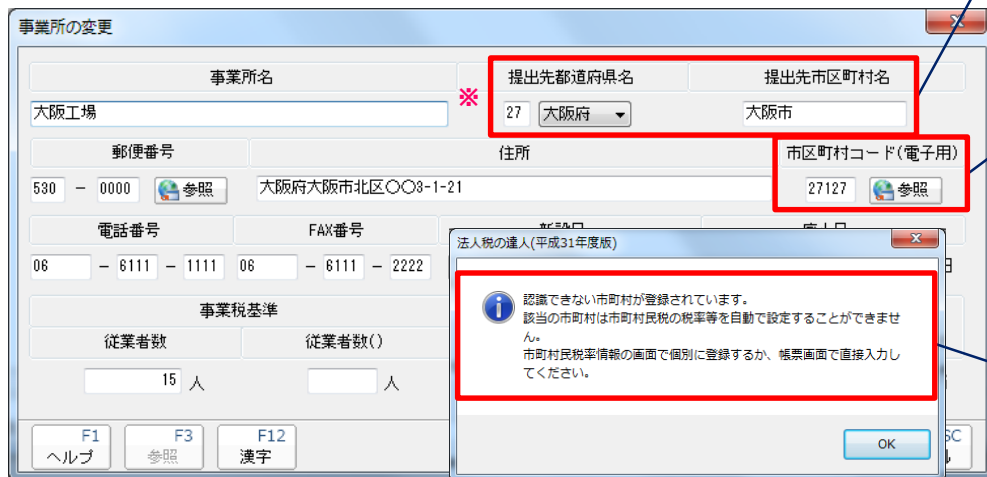 事業所の変更
事業所名 提出先都道府県名 提出先市区町村名
大阪工場 ※ 27 大阪府 大阪市
郵便番号 住所 市区町村コード(電子用)
530 - 0000 参照 大阪府大阪市北区〇〇3-1-21 27127 参照
電話番号 FAX番号
06 - 6111 - 1111 06 - 6111 - 2222
法人税の達人(平成31年度版)
認識できない市町村が登録されています。
該当の市町村は市町村民税の税率等を自動で設定することができませ
ん。
市町村民税率情報の画面で個別に登録するか、帳票画面で直接入力し
てください。
OK
事業税基準
従業者数 従業者数()
15 人 人
F1 F3 F12
ヘルプ 参照 漢字